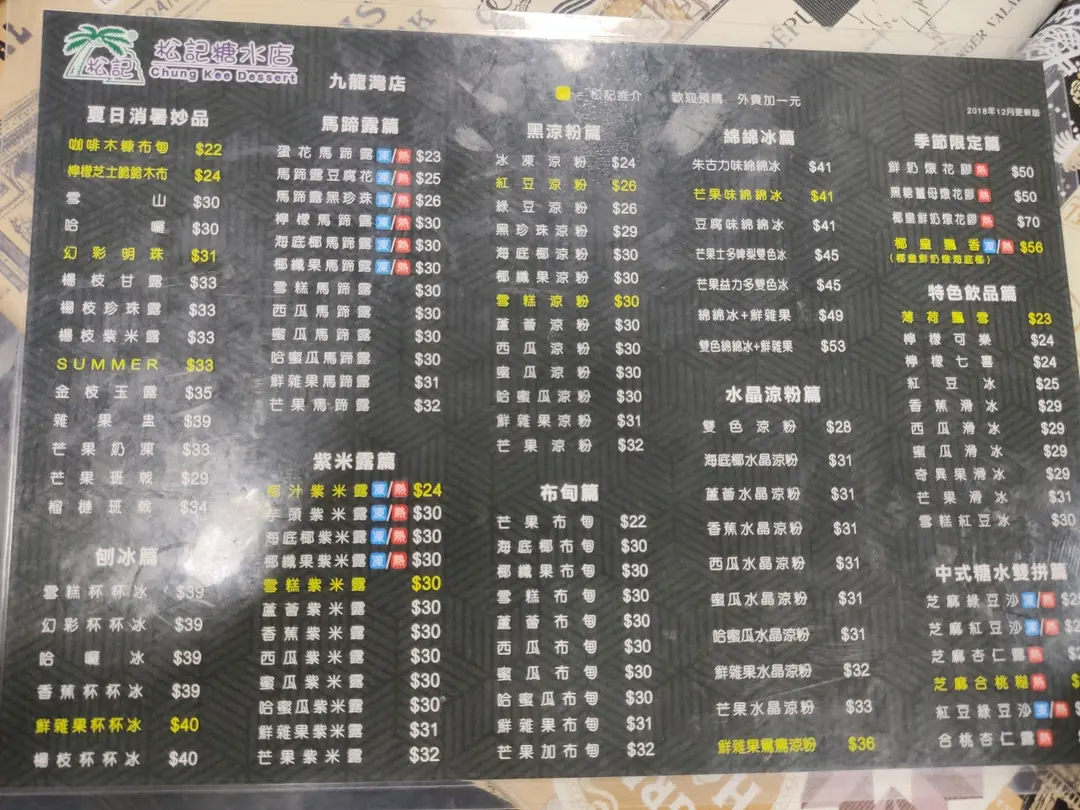 松記糖水店
松記
Chung Kee Dessert
九龍灣店
= 松記推介 歡迎預購 外賣加一元
2018年12月更新版
夏日消暑妙品
咖啡木糠布甸 $22
檸檬芝士脆脆木布 $24
雪山 $30
哈囉 $30
幻彩明珠 $31
楊枝甘露 $33
楊枝珍珠露 $33
楊枝紫米露 $33
SUMMER $33
金枝玉露 $35
雜果盅 $39
芒果奶凍 $33
芒果班戟 $29
榴槤班戟 $34
刨冰篇
雪糕杯杯冰 $39
幻彩杯杯冰 $39
哈囉冰 $39
香蕉杯杯冰 $39
鮮雜果杯杯冰 $40
楊枝杯杯冰 $40
馬蹄露篇
蛋花馬蹄露 凍/熱 $23
馬蹄露豆腐花 凍/熱 $25
馬蹄露黑珍珠 凍/熱 $26
檸檬馬蹄露 凍/熱 $30
海底椰馬蹄露 凍/熱 $30
椰纖果馬蹄露 凍/熱 $30
雪糕馬蹄露 $30
西瓜馬蹄露 $30
蜜瓜馬蹄露 $30
哈蜜瓜馬蹄露 $30
鮮雜果馬蹄露 $31
芒果馬蹄露 $32
紫米露篇
椰汁紫米露 凍/熱 $24
芋頭紫米露 凍/熱 $30
海底椰紫米露 凍/熱 $30
椰纖果紫米露 凍/熱 $30
雪糕紫米露 $30
蘆薈紫米露 $30
香蕉紫米露 $30
西瓜紫米露 $30
蜜瓜紫米露 $30
哈蜜瓜紫米露 $30
鮮雜果紫米露 $31
芒果紫米露 $32
黑涼粉篇
冰凍涼粉 $24
紅豆涼粉 $26
綠豆涼粉 $26
黑珍珠涼粉 $29
海底椰涼粉 $30
椰纖果涼粉 $30
雪糕涼粉 $30
蘆薈涼粉 $30
西瓜涼粉 $30
蜜瓜涼粉 $30
哈蜜瓜涼粉 $30
鮮雜果涼粉 $31
芒果涼粉 $32
布甸篇
芒果布甸 $22
海底椰布甸 $30
椰纖果布甸 $30
雪糕布甸 $30
蘆薈布甸 $30
西瓜布甸 $30
蜜瓜布甸 $30
哈蜜瓜布甸 $30
鮮雜果布甸 $31
芒果加布甸 $32
綿綿冰篇
朱古力味綿綿冰 $41
芒果味綿綿冰 $41
豆腐味綿綿冰 $41
芒果士多啤梨雙色冰 $45
芒果益力多雙色冰 $45
綿綿冰+鮮雜果 $49
雙色綿綿冰+鮮雜果 $53
水晶涼粉篇
雙色涼粉 $28
海底椰水晶涼粉 $31
蘆薈水晶涼粉 $31
香蕉水晶涼粉 $31
西瓜水晶涼粉 $31
蜜瓜水晶涼粉 $31
哈蜜瓜水晶涼粉 $31
鮮雜果水晶涼粉 $32
芒果水晶涼粉 $33
鮮雜果鴛鴦涼粉 $36
季節限定篇
鮮奶燉花膠 熱 $50
黑糖薑母燉花膠 熱 $50
椰皇鮮奶燉花膠 熱 $70
椰皇飄香 凍/熱 $56
(椰皇鮮奶燉海底椰)
特色飲品篇
薄荷飄雪 $23
檸檬可樂 $24
檸檬七喜 $24
紅豆冰 $25
香蕉滑冰 $29
西瓜滑冰 $29
蜜瓜滑冰 $29
奇異果滑冰 $29
芒果滑冰 $31
雪糕紅豆冰 $30
中式糖水雙拼篇
芝麻綠豆沙 凍/熱
芝麻紅豆沙 凍/熱
芝麻杏仁露 熱
芝麻合桃糊 熱
紅豆綠豆沙 凍/熱
合桃杏仁露 熱